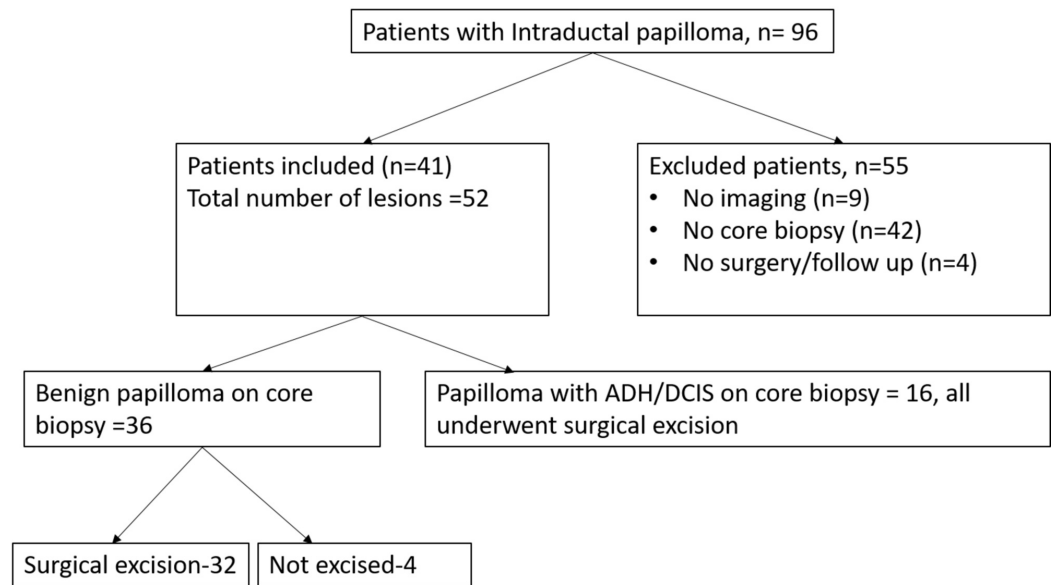 Patients with Intraductal papilloma, n= 96
Patients included (n=41)
Total number of lesions =52
Excluded patients, n=55
• No imaging (n=9)
• No core biopsy (n=42)
• No surgery/follow up (n=4)
Benign papilloma on core
biopsy =36
Papilloma with ADH/DCIS on core biopsy = 16, all
underwent surgical excision
Surgical excision-32
Not excised-4